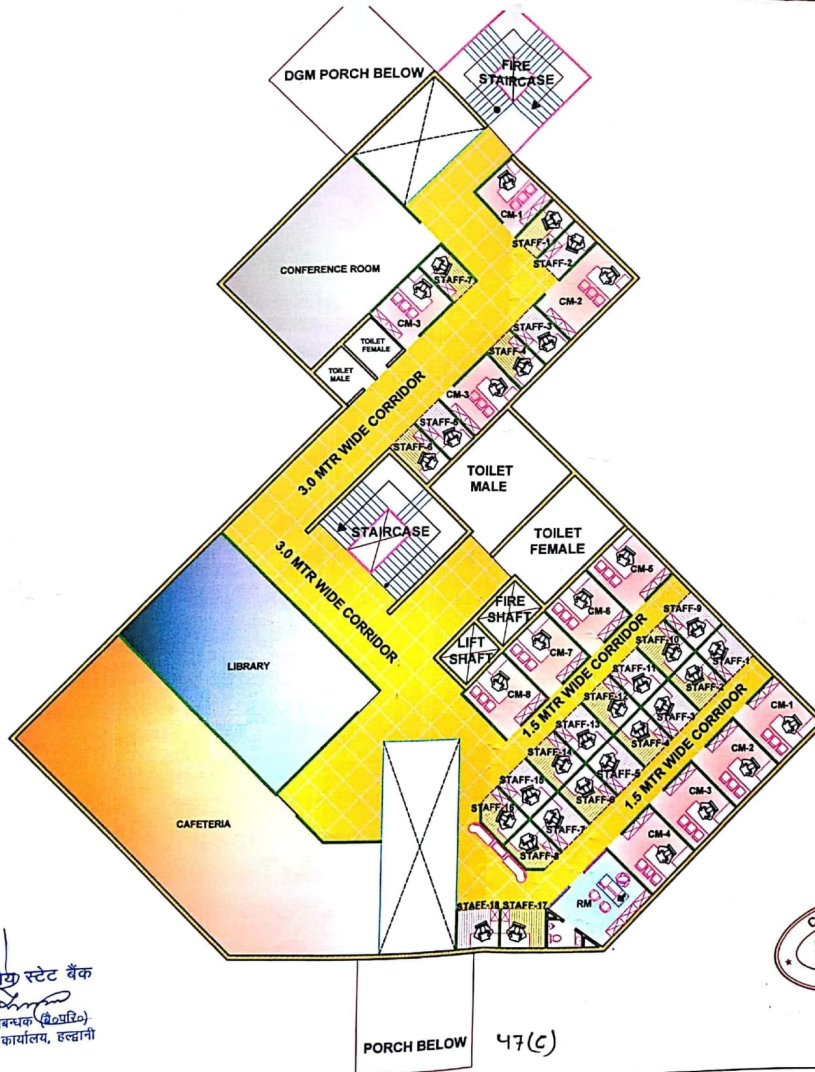 DGM PORCH BELOW
FIRE
STAIRCASE
CM-1
STAFF-1
STAFF-2
CONFERENCE ROOM
STAFF-7
CM-2
CM-3
STAFF-3
TOILET
FEMALE
STAFF-4
TOILET
MALE
CM-3
3.0 MTR WIDE CORRIDOR
STAFF-5
STAFF-6
TOILET
MALE
STAIRCASE
TOILET
FEMALE
3.0 MTR WIDE CORRIDOR
CM-5
FIRE
SHAFT
CM-6
STAFF-9
LIFT
SHAFT
CM-7
STAFF-10
STAFF-1
LIBRARY
1.5 MTR WIDE CORRIDOR
STAFF-11
STAFF-2
CM-8
STAFF-12
STAFF-3
CM-1
STAFF-13
STAFF-4
1.5 MTR WIDE CORRIDOR
STAFF-14
STAFF-5
CM-2
STAFF-15
STAFF-6
CM-3
STAFF-16
STAFF-7
CM-4
CAFETERIA
STAFF-8
RM
STAFF-18
STAFF-17
स्टेट बैंक
कार्यालय, हल्द्वानी
PORCH BELOW
47(C)